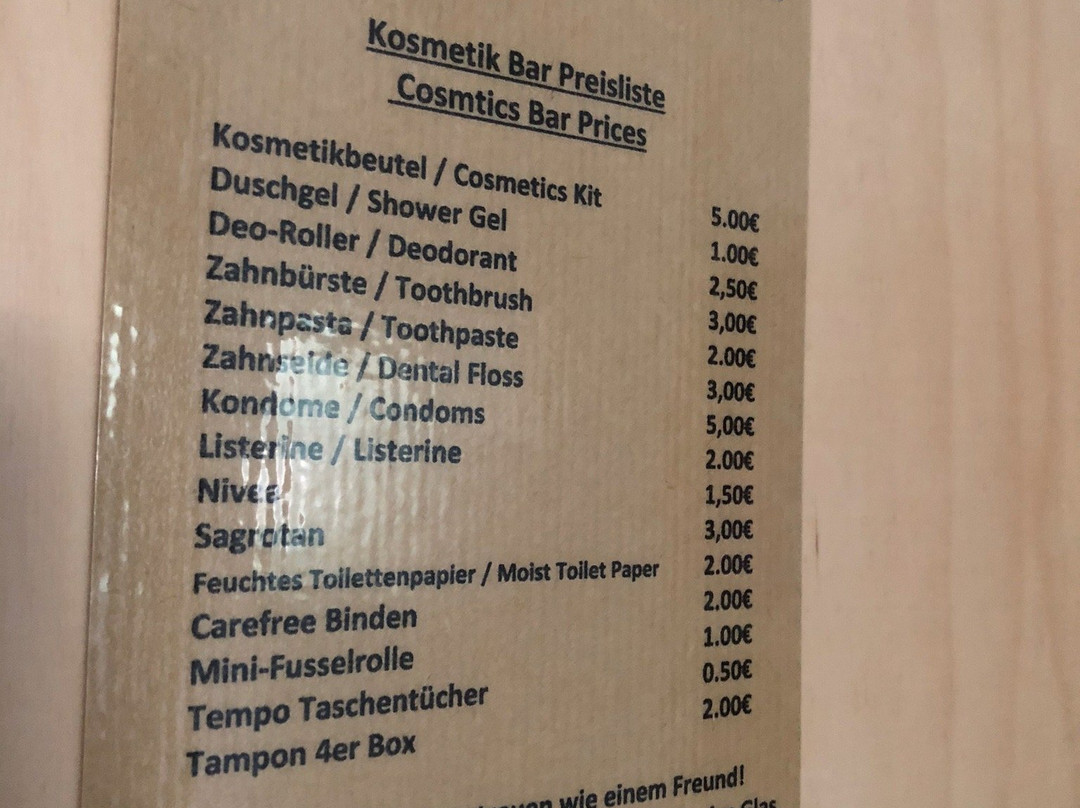 Kosmetik Bar Preisliste
Cosmtics Bar Prices
Kosmetikbeutel / Cosmetics Kit 5.00€
Duschgel / Shower Gel 1.00€
Deo-Roller / Deodorant 2,50€
Zahnbürste / Toothbrush 3,00€
Zahnpasta / Toothpaste 2.00€
Zahnseide / Dental Floss 3,00€
Kondome / Condoms 5,00€
Listerine / Listerine 2.00€
Nivea 1,50€
Sagrotan 3,00€
Feuchtes Toilettenpapier / Moist Toilet Paper 2.00€
Carefree Binden 2.00€
Mini-Fusselrolle 1.00€
Tempo Taschentücher 0.50€
Tampon 4er Box 2.00€
wie einem Freund!
Glas